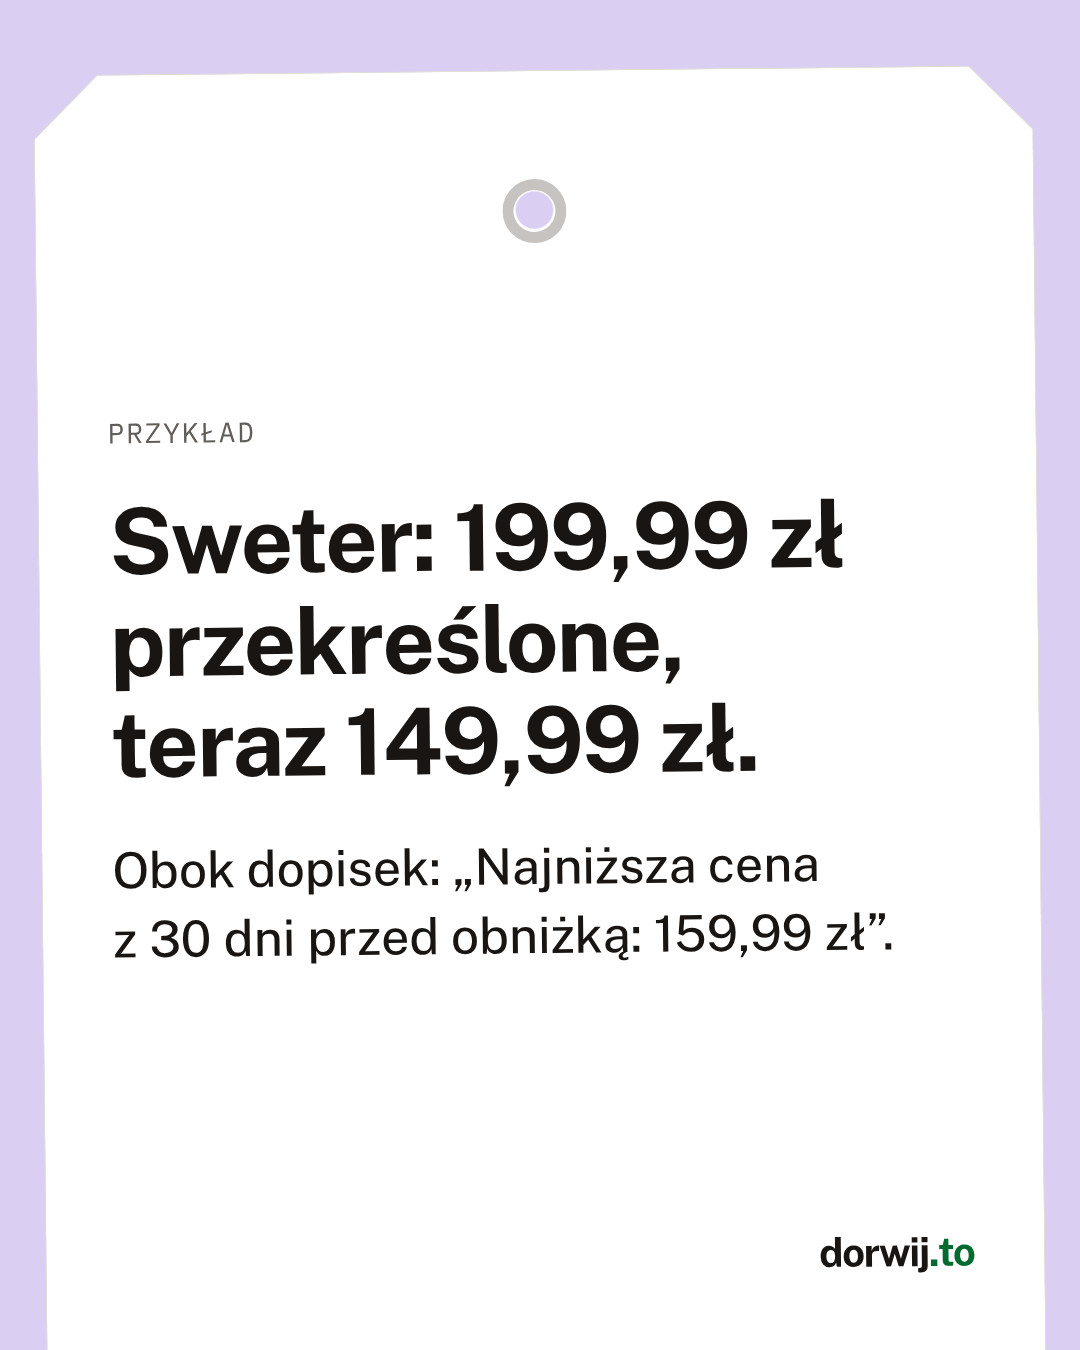 PRZYKŁAD
Sweter: 199,99 zł
przekreślone,
teraz 149,99 zł.
Obok dopisek: „Najniższa cena
z 30 dni przed obniżką: 159,99 zł”.
dorwij.to